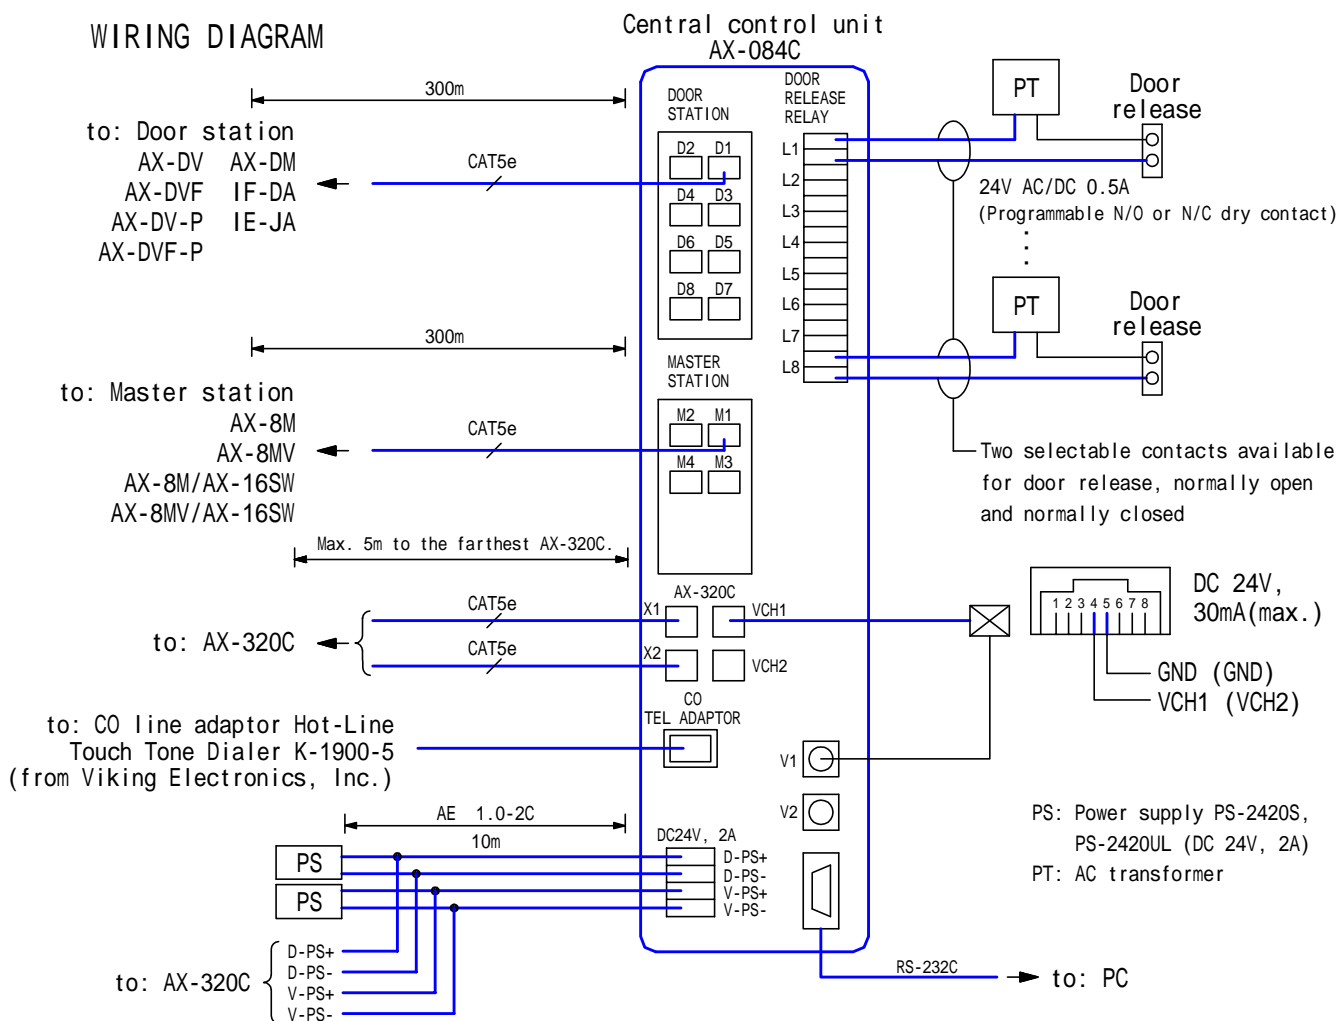 WIRING DIAGRAM
Central control unit
AX-084C
300m
to: Door station
AX-DV AX-DM
AX-DVF IF-DA
AX-DV-P IE-JA
AX-DVF-P
CAT5e
DOOR
STATION
D2 D1
D4 D3
D6 D5
D8 D7
DOOR
RELEASE
RELAY
L1
L2
L3
L4
L5
L6
L7
L8
PT
Door
release
24V AC/DC 0.5A
(Programmable N/O or N/C dry contact)
PT
Door
release
Two selectable contacts available
for door release, normally open
and normally closed
300m
to: Master station
AX-8M
AX-8MV
AX-8M/AX-16SW
AX-8MV/AX-16SW
CAT5e
MASTER
STATION
M2 M1
M4 M3
Max. 5m to the farthest AX-320C.
to: AX-320C
CAT5e
CAT5e
AX-320C
X1 VCH1
X2 VCH2
1 2 3 4 5 6 7 8
DC 24V,
30mA(max.)
GND (GND)
VCH1 (VCH2)
to: CO line adaptor Hot-Line
Touch Tone Dialer K-1900-5
(from Viking Electronics, Inc.)
CO
TEL ADAPTOR
V1
V2
AE 1.0-2C
10m
PS
PS
DC24V, 2A
D-PS+
D-PS-
V-PS+
V-PS-
PS: Power supply PS-2420S,
PS-2420UL (DC 24V, 2A)
PT: AC transformer
to: AX-320C
D-PS+
D-PS-
V-PS+
V-PS-
RS-232C
to: PC